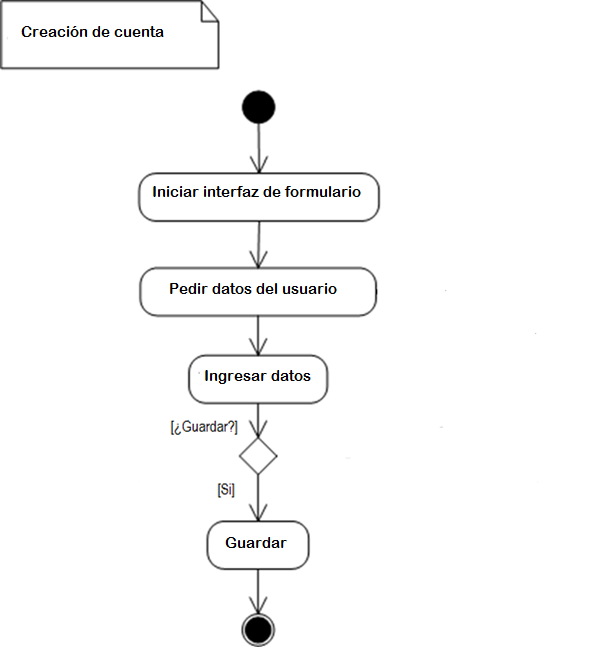 Creación de cuenta
Iniciar interfaz de formulario
Pedir datos del usuario
Ingresar datos
[¿Guardar?]
[Si]
Guardar